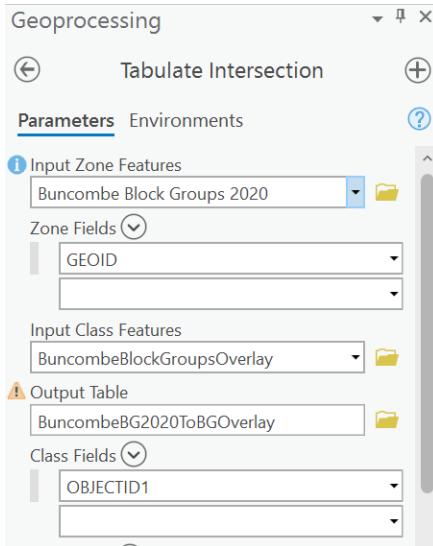 Geoprocessing
Tabulate Intersection
Parameters Environments
Input Zone Features
Buncombe Block Groups 2020
Zone Fields
GEOID
Input Class Features
BuncombeBlockGroupsOverlay
Output Table
BuncombeBG2020ToBGOverlay
Class Fields
OBJECTID1